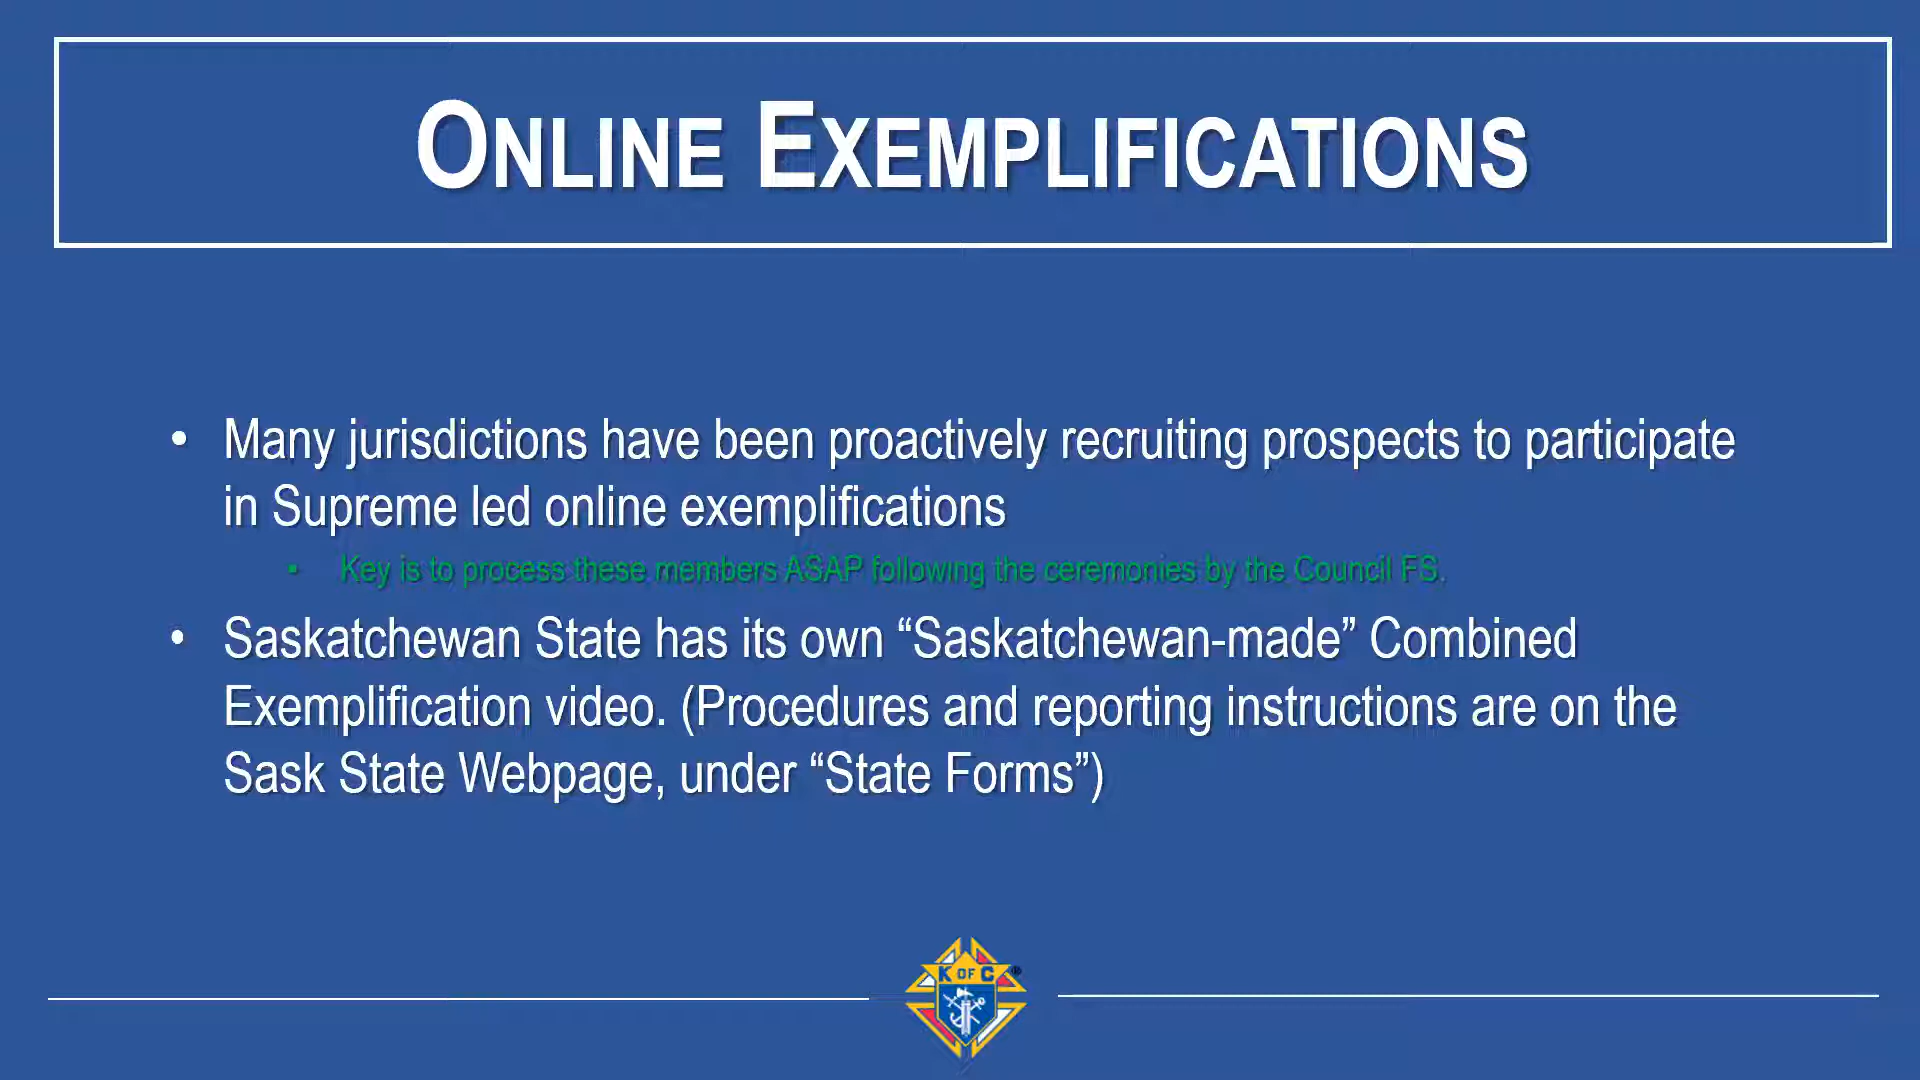 ONLINE EXEMPLIFICATIONS
• Many jurisdictions have been proactively recruiting prospects to participate
in Supreme led online exemplifications
• Key is to process these members ASAP following the ceremonies by the Council FS.
• Saskatchewan State has its own “Saskatchewan-made” Combined
Exemplification video. (Procedures and reporting instructions are on the
Sask State Webpage, under “State Forms”)
K OF C ®